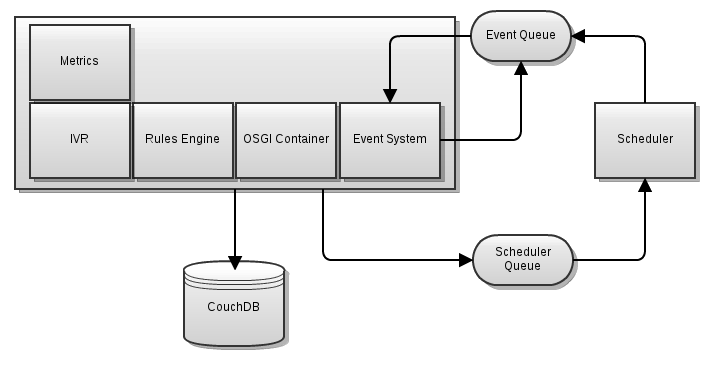 Event Queue
Metrics
IVR
Rules Engine
OSGI Container
Event System
Scheduler
Scheduler
Queue
CouchDB